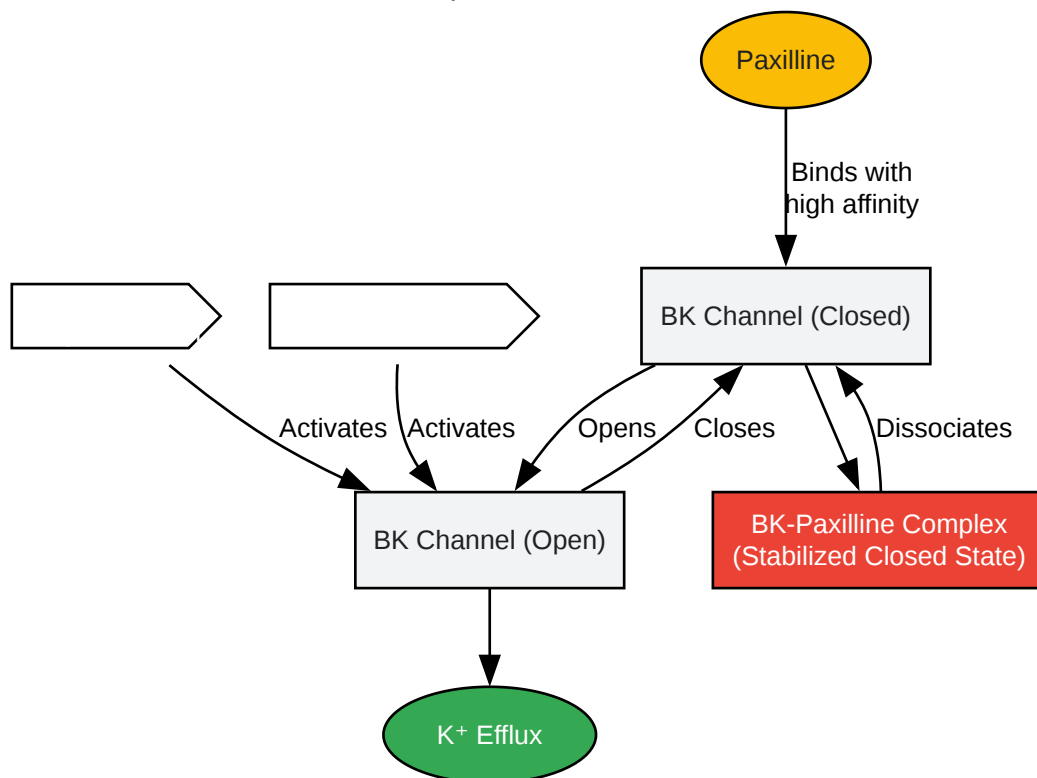 Paxilline
Binds with
high affinity
BK Channel (Closed)
Activates
Activates
Opens
Closes
Dissociates
BK Channel (Open)
BK-Paxilline Complex
(Stabilized Closed State)
K⁺ Efflux